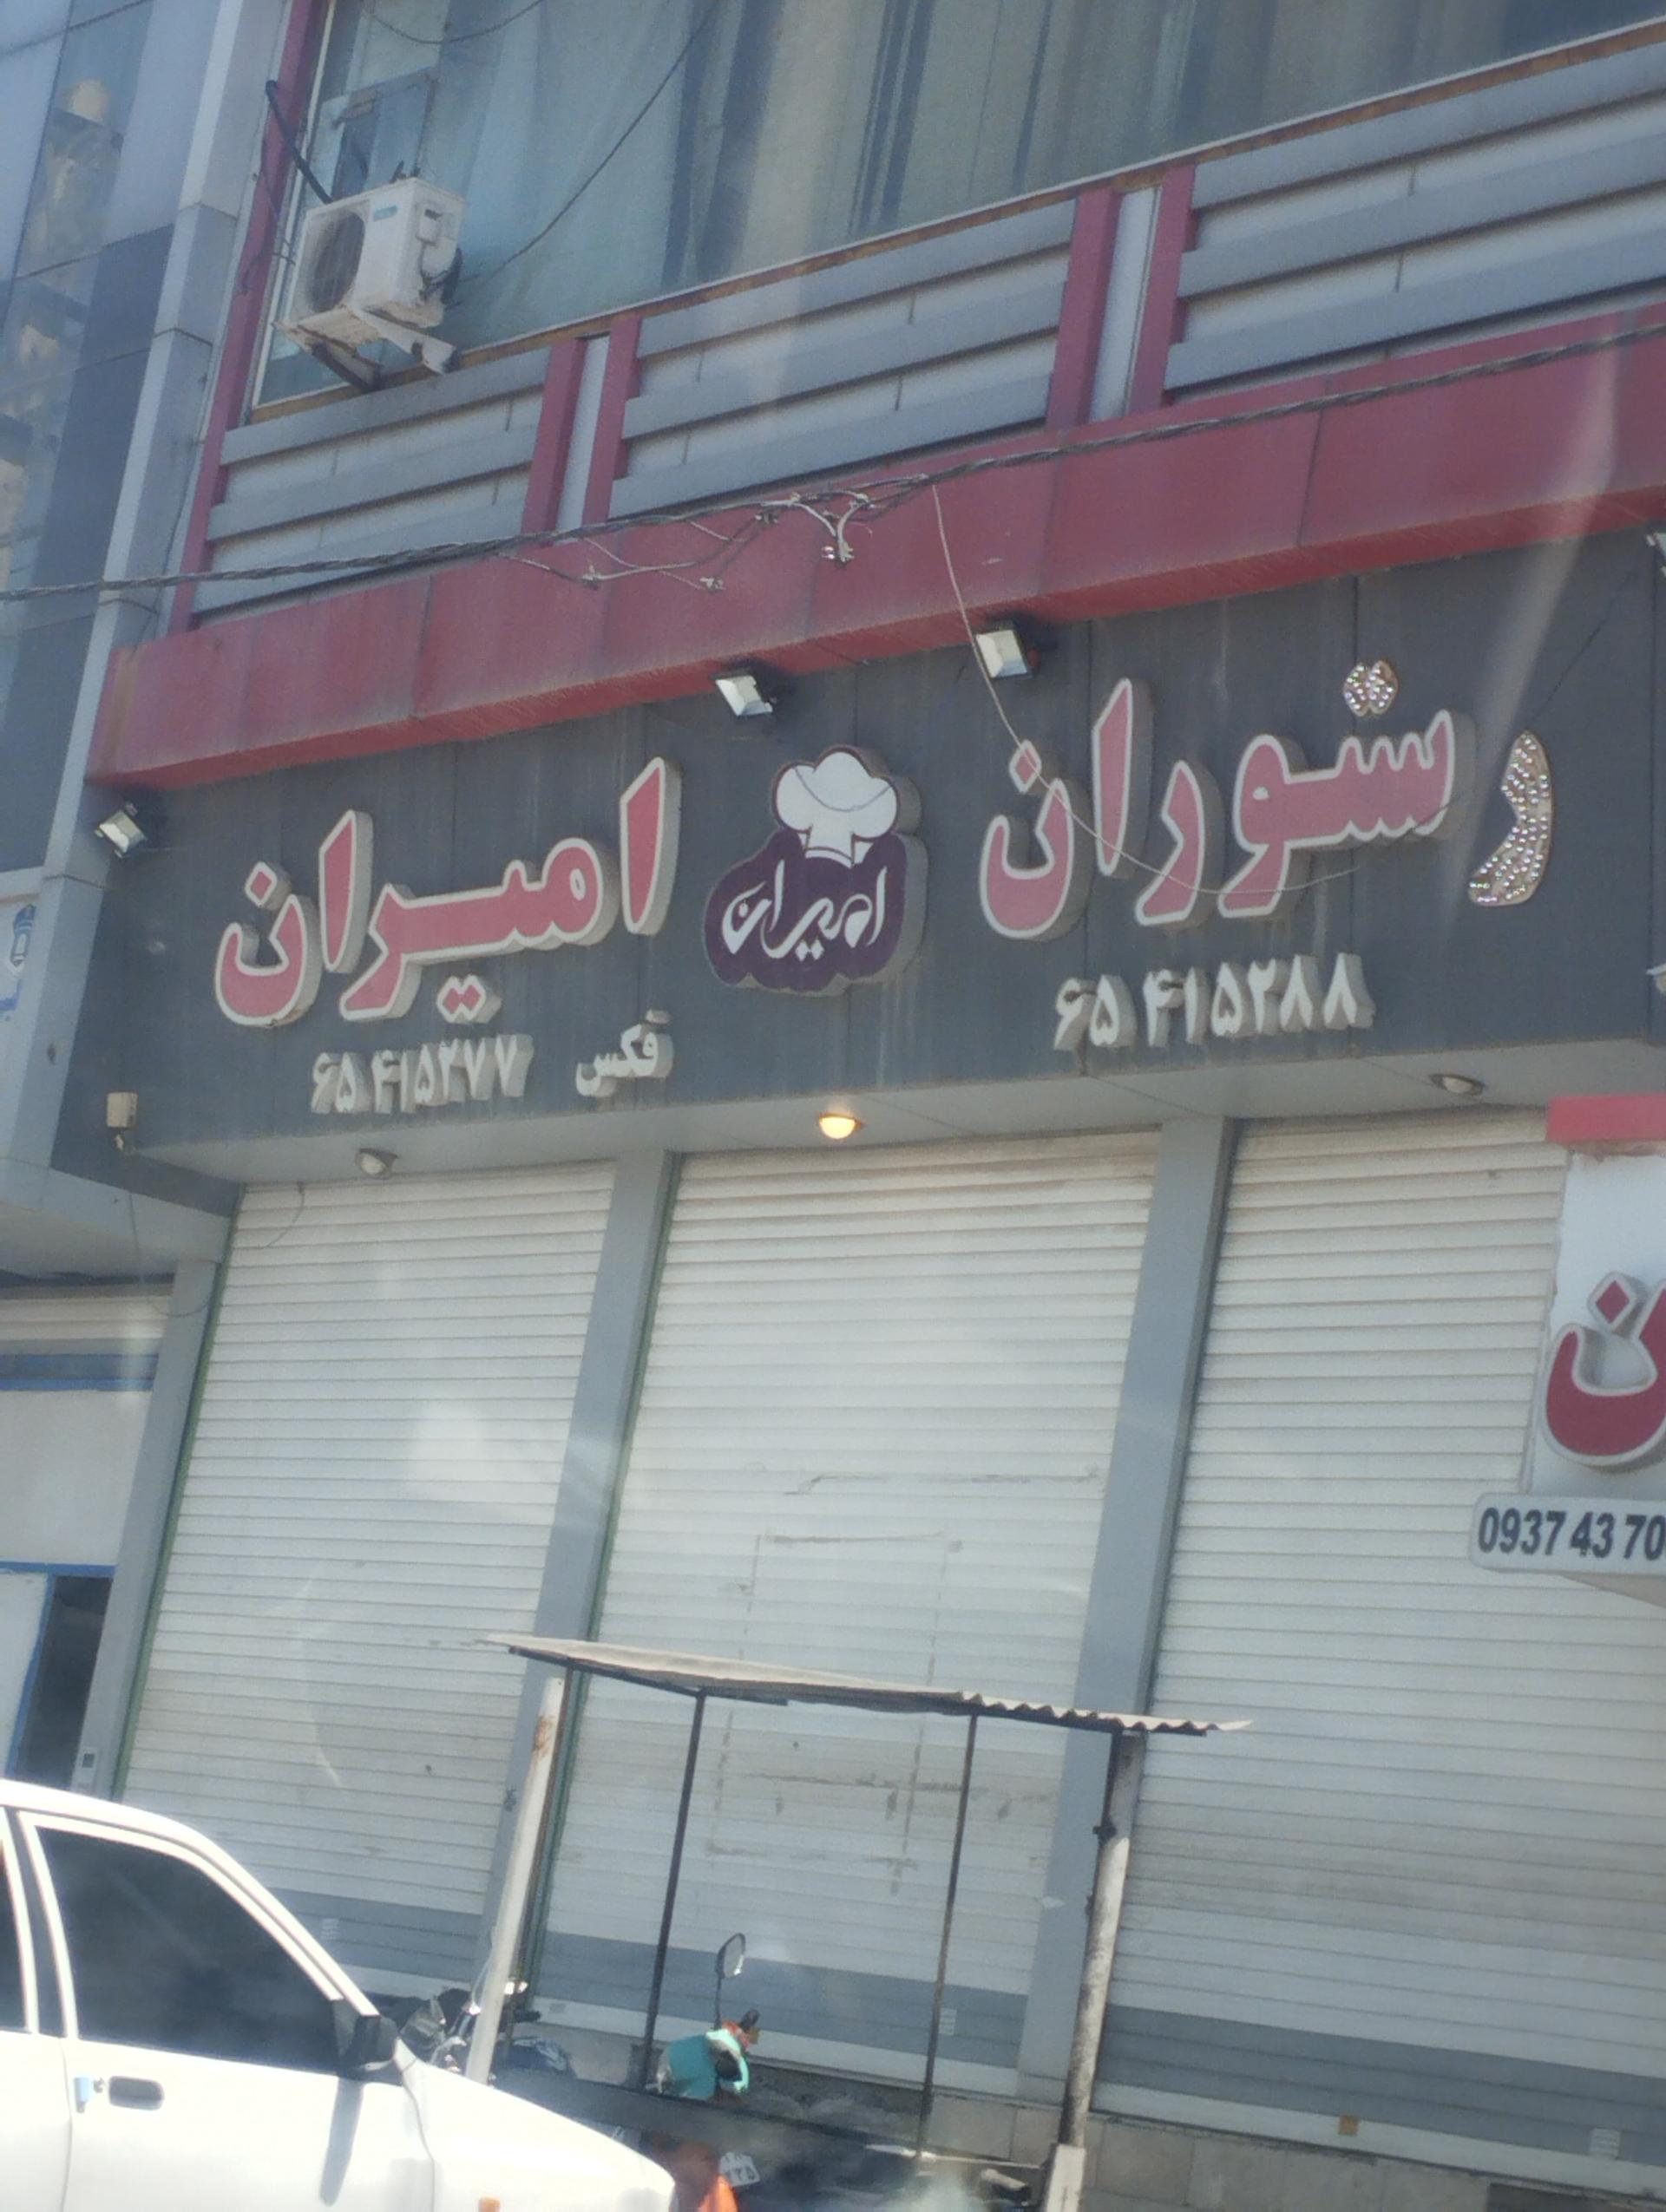 رستوران امیران
امیران
۶۵۴۱۵۲۸۸
فکس ۶۵۴۱۵۲۷۷
ن
0937 43 70